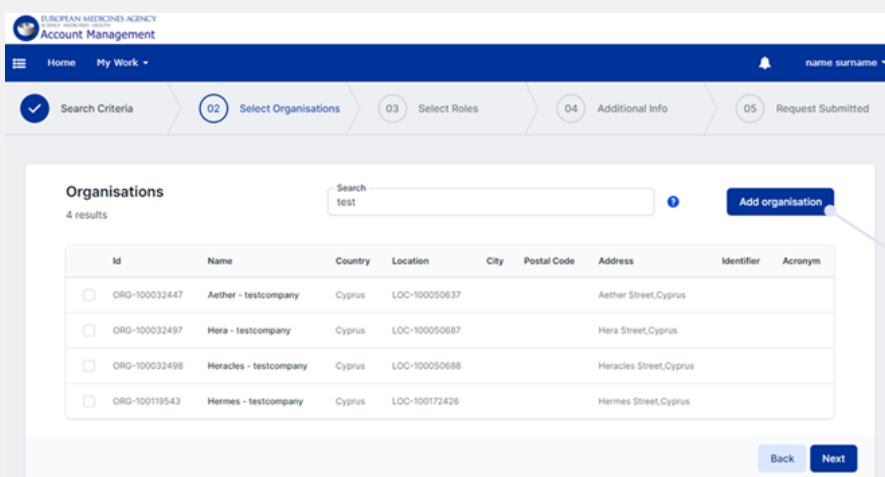 EUROPEAN MEDICINES AGENCY
SCIENCE MEDICINES HEALTH
Account Management
Home My Work name surname
Search Criteria 02 Select Organisations 03 Select Roles 04 Additional Info 05 Request Submitted
Organisations
4 results
Search
test
?
Add organisation
Id Name Country Location City Postal Code Address Identifier Acronym
ORG-100032447 Aether - testcompany Cyprus LOC-100050637 Aether Street,Cyprus
ORG-100032497 Hera - testcompany Cyprus LOC-100050687 Hera Street,Cyprus
ORG-100032498 Heracles - testcompany Cyprus LOC-100050688 Heracles Street,Cyprus
ORG-100119543 Hermes - testcompany Cyprus LOC-100172426 Hermes Street,Cyprus
Back Next